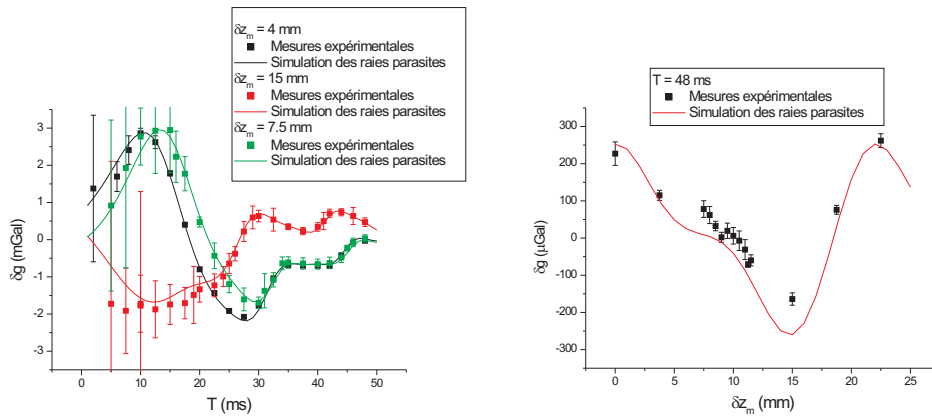 δz_m = 4 mm
Mesures expérimentales
Simulation des raies parasites
δz_m = 15 mm
Mesures expérimentales
Simulation des raies parasites
δz_m = 7.5 mm
Mesures expérimentales
Simulation des raies parasites
3
2
1
0
-1
-2
-3
δg (mGal)
0
10
20
30
40
50
T (ms)
T = 48 ms
Mesures expérimentales
Simulation des raies parasites
300
200
100
0
-100
-200
-300
δg (µGal)
0
5
10
15
20
25
δz_m (mm)